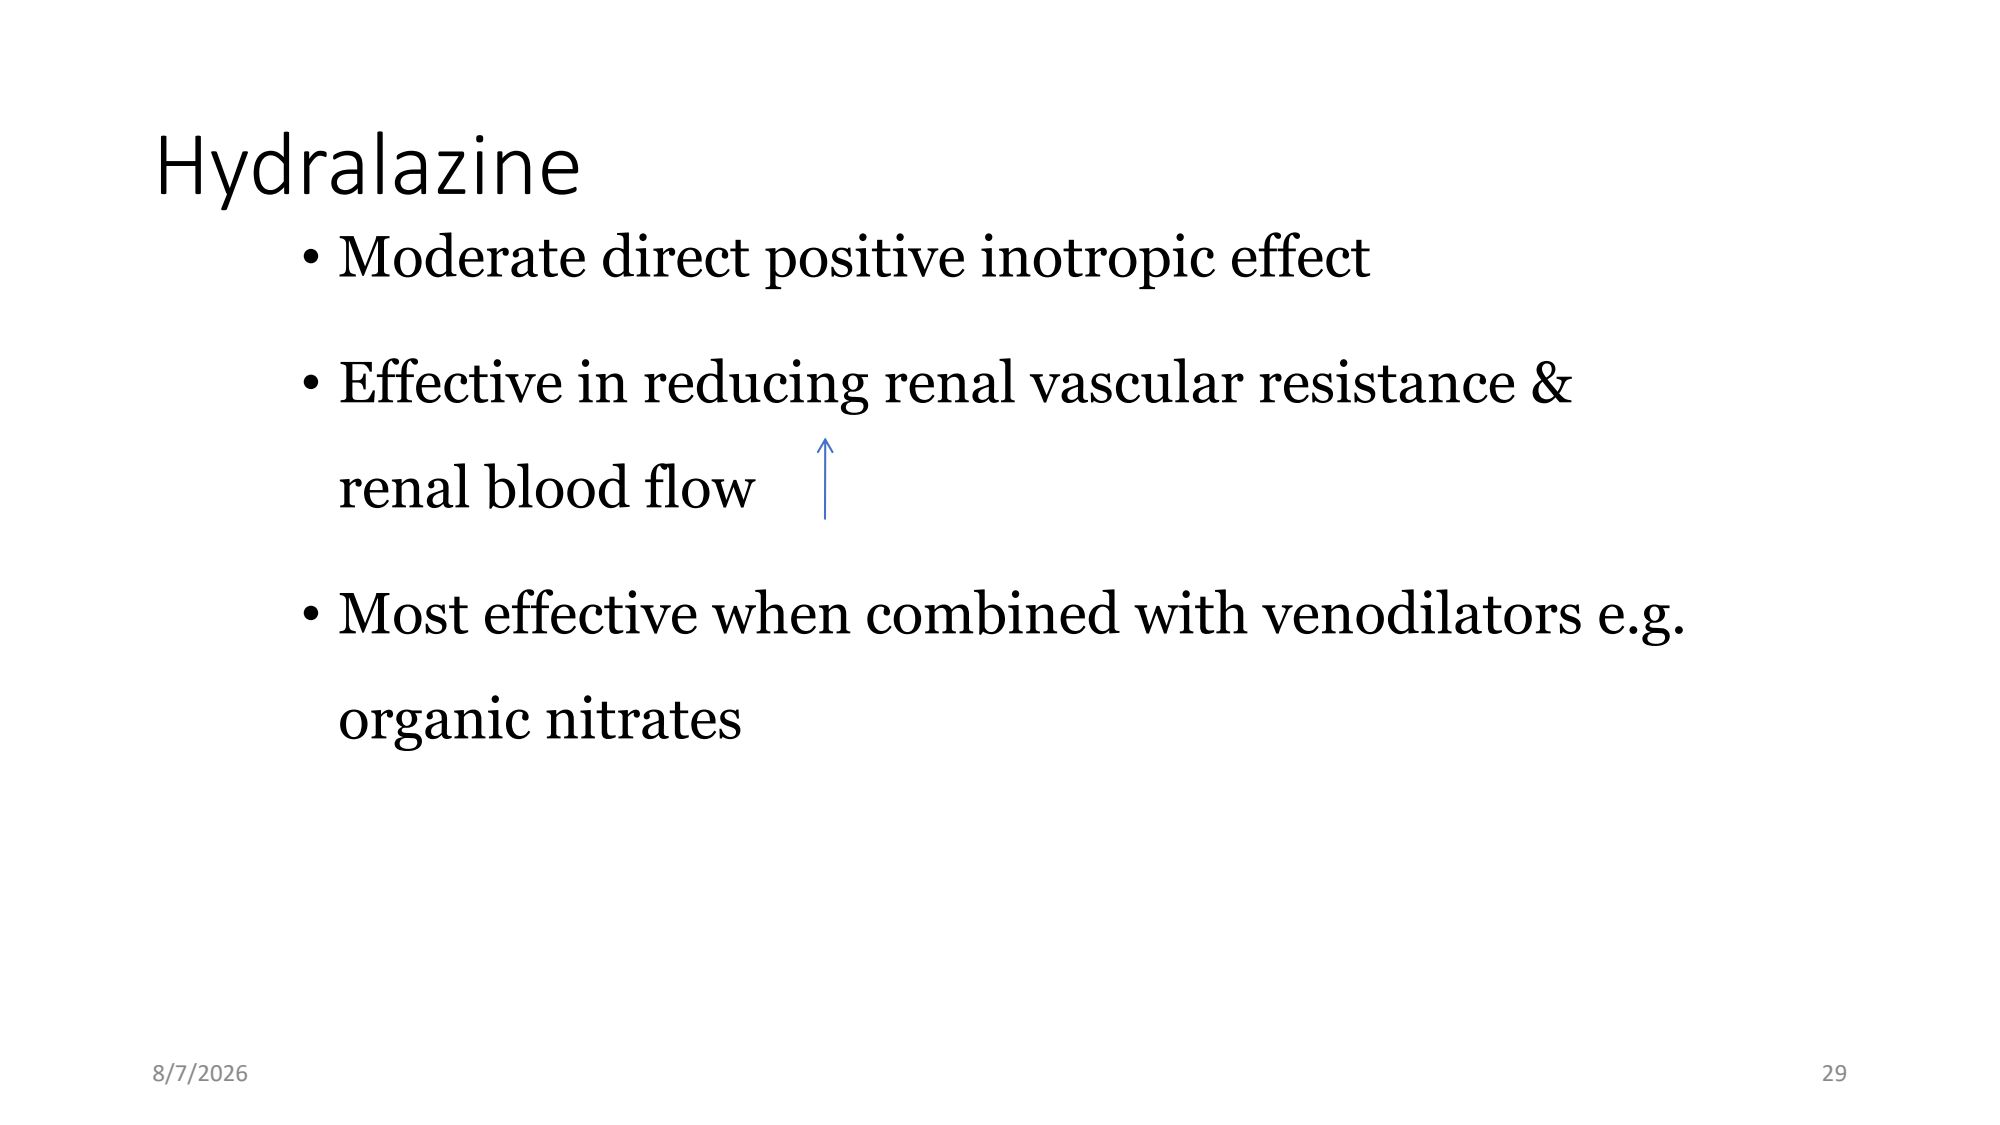 Hydralazine
• Moderate direct positive inotropic effect
• Effective in reducing renal vascular resistance &
renal blood flow ↑
• Most effective when combined with venodilators e.g.
organic nitrates
8/7/2026
29